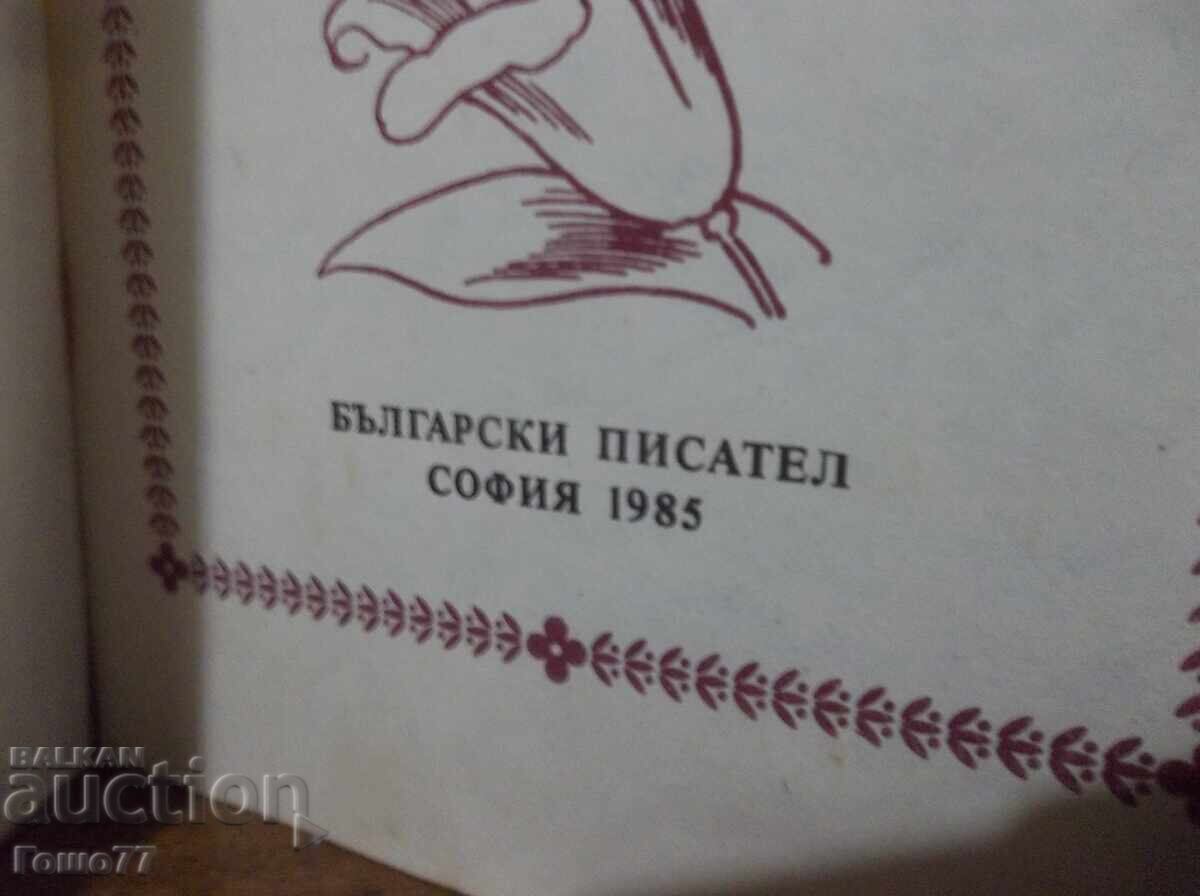 БЪЛГАРСКИ ПИСАТЕЛ
СОФИЯ 1985
BALKAN
auction
Гошо77